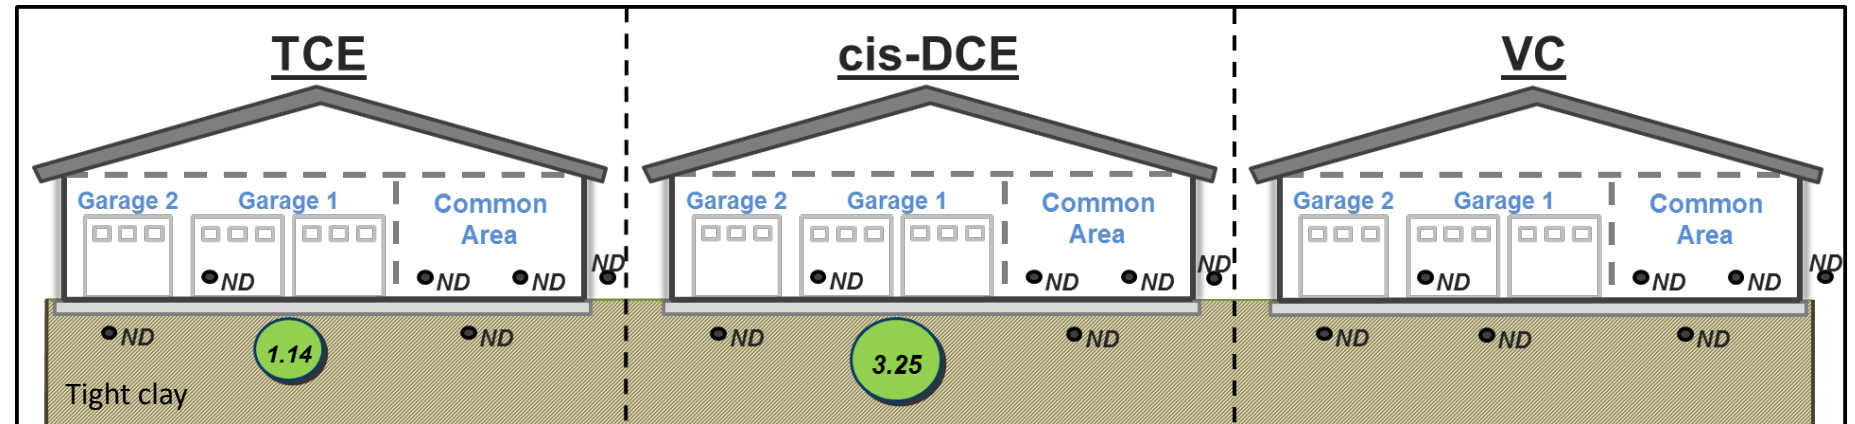 TCE
Garage 2 Garage 1 Common
Area
ND ND ND ND
ND 1.14 ND
Tight clay
cis-DCE
Garage 2 Garage 1 Common
Area
ND ND ND ND
ND 3.25 ND
VC
Garage 2 Garage 1 Common
Area
ND ND ND ND
ND ND ND